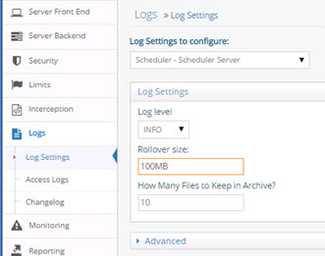 Server Front End
Server Backend
Security
Limits
Interception
Logs
Log Settings
Access Logs
Changelog
Monitoring
Reporting
Logs > Log Settings
Log Settings to configure:
Scheduler - Scheduler Server
Log Settings
Log level
INFO
Rollover size:
100MB
How Many Files to Keep in Archive?
10
Advanced